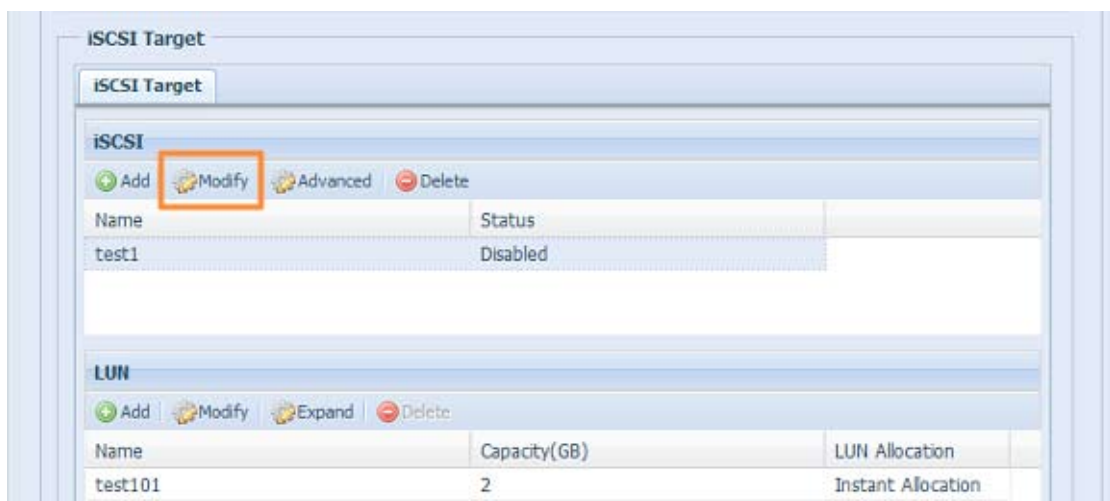 iSCSI Target
iSCSI Target
iSCSI
Add Modify Advanced Delete
Name Status
test1 Disabled
LUN
Add Modify Expand Delete
Name Capacity(GB) LUN Allocation
test101 2 Instant Allocation